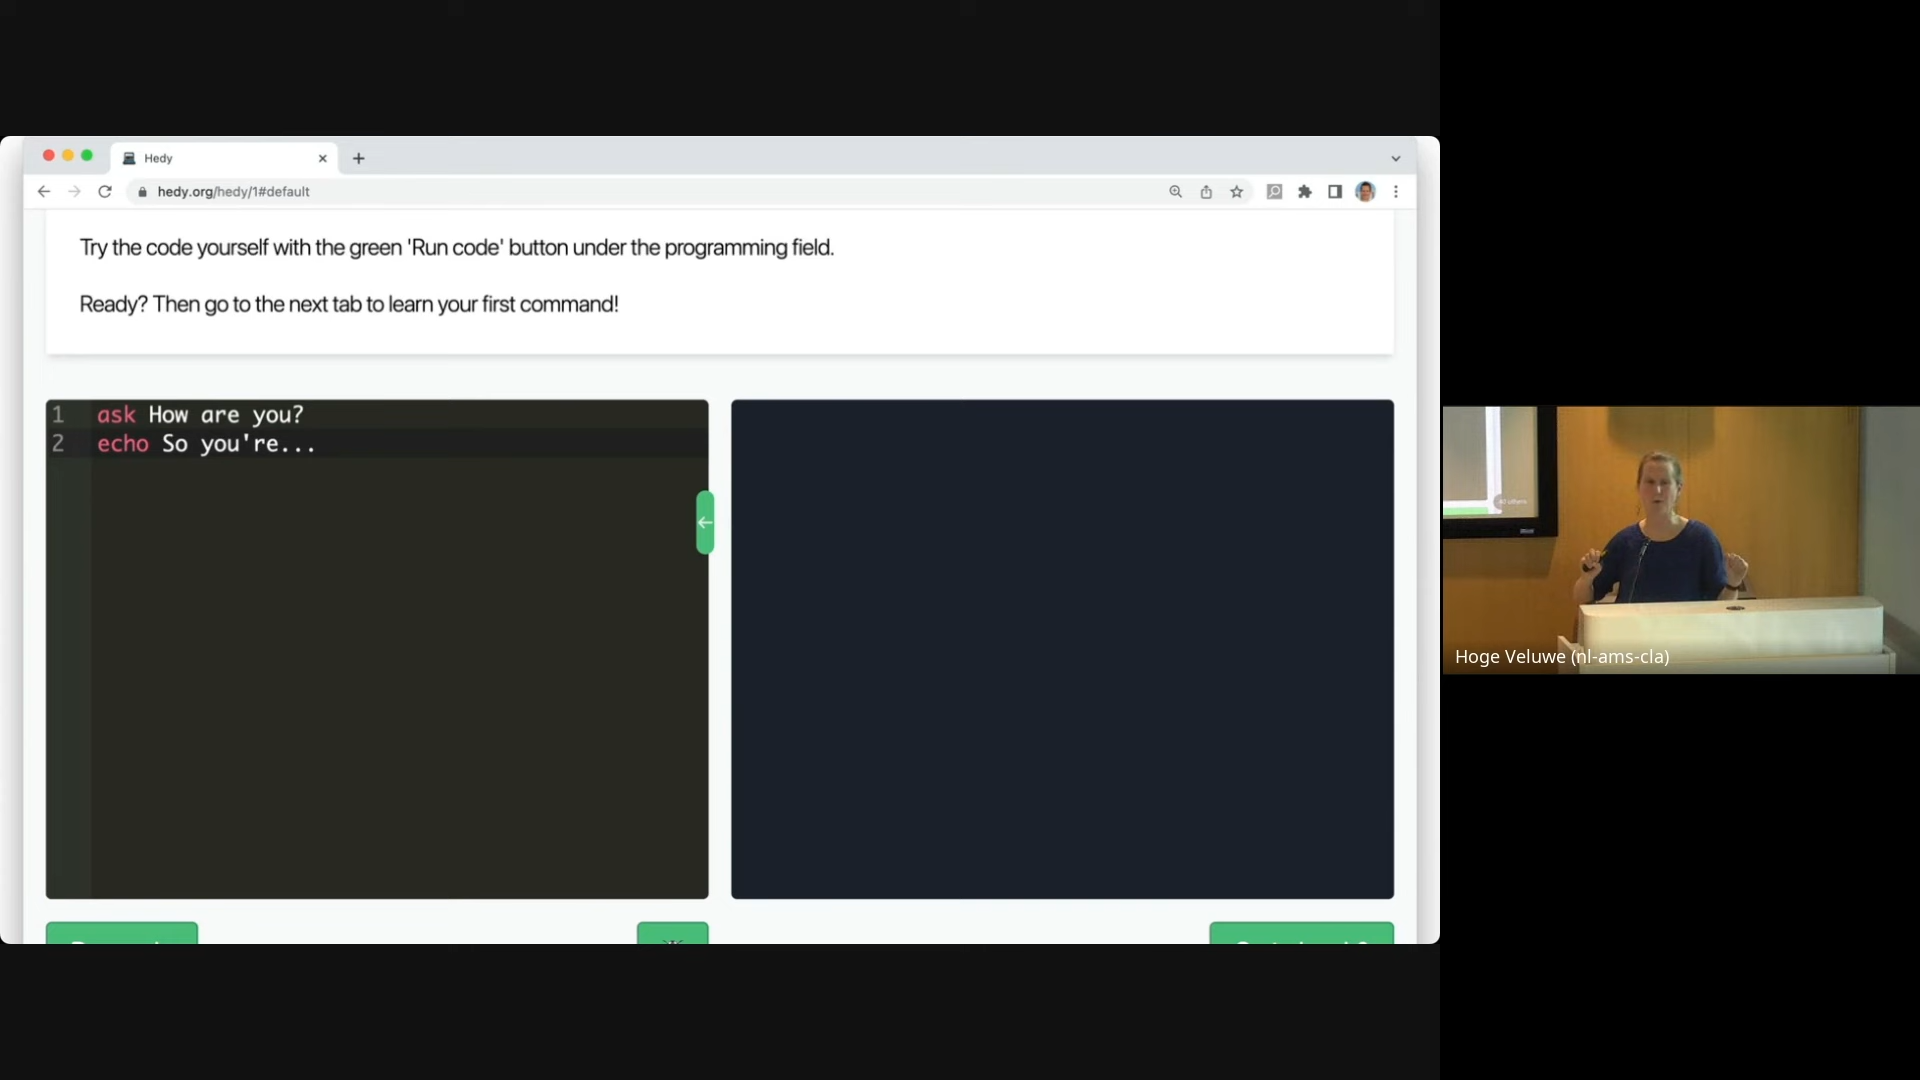 Hedy
hedy.org/hedy/1#default
Try the code yourself with the green 'Run code' button under the programming field.
Ready? Then go to the next tab to learn your first command!
1 ask How are you?
2 echo So you're...
Hoge Veluwe (nl-ams-cla)